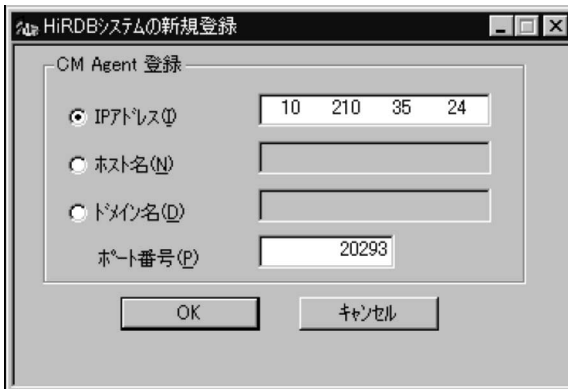 HiRDBシステムの新規登録
CM Agent 登録
IPアドレス(I) 10 210 35 24
ホスト名(N)
ドメイン名(D)
ポート番号(P) 20293
OK キャンセル